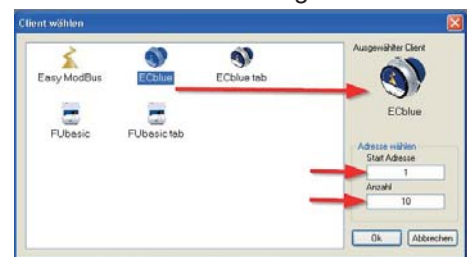 Client wählen
Ausgewählter Client
Easy ModBus
ECblue
ECblue tab
FUbasic
FUbasic tab
ECblue
Adresse wählen
Start Adresse
1
Anzahl
10
Ok
Abbrechen